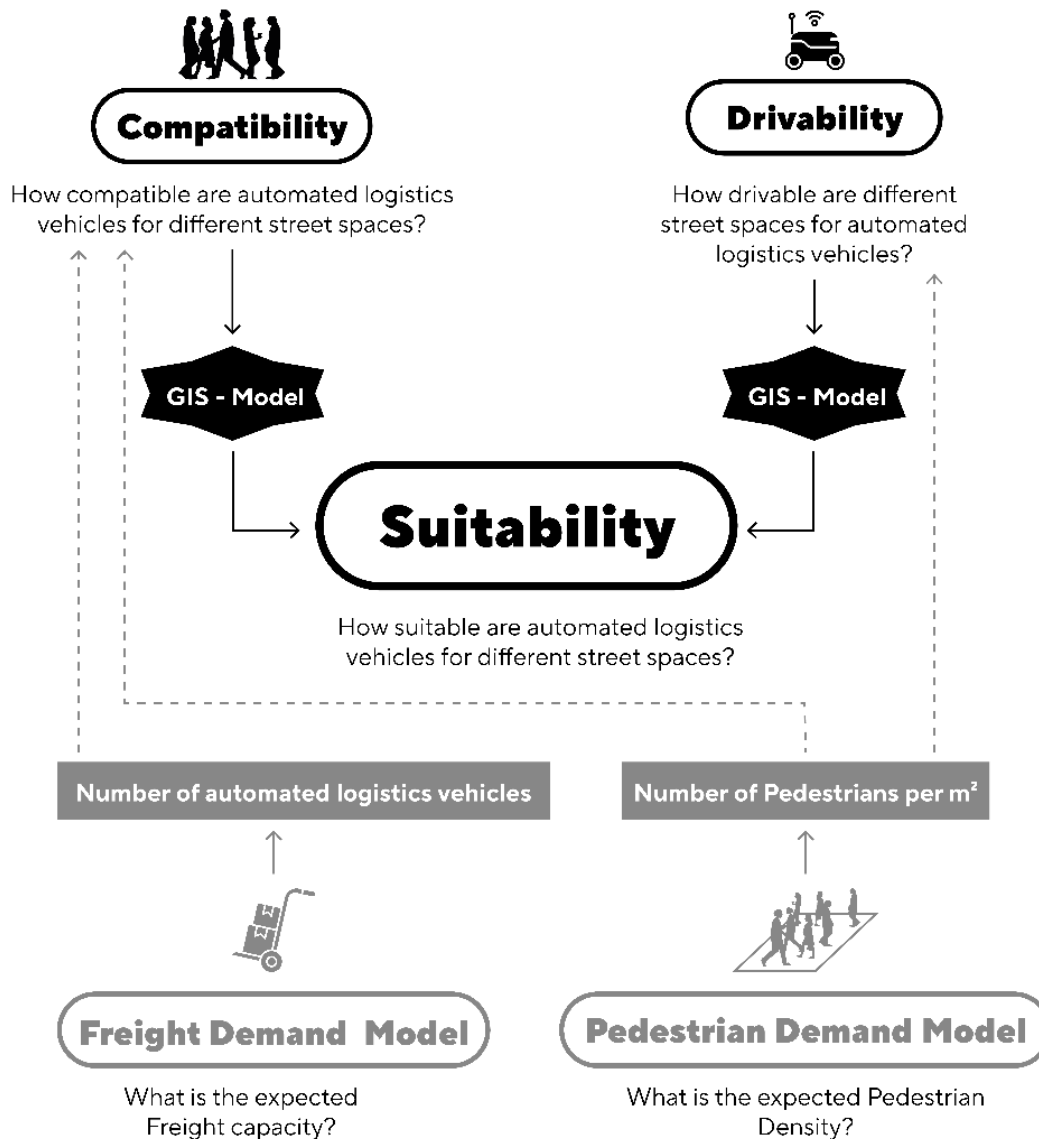 Compatibility
How compatible are automated logistics
vehicles for different street spaces?
Drivability
How drivable are different
street spaces for automated
logistics vehicles?
GIS - Model
GIS - Model
Suitability
How suitable are automated logistics
vehicles for different street spaces?
Number of automated logistics vehicles
Number of Pedestrians per m²
Freight Demand Model
What is the expected
Freight capacity?
Pedestrian Demand Model
What is the expected Pedestrian
Density?